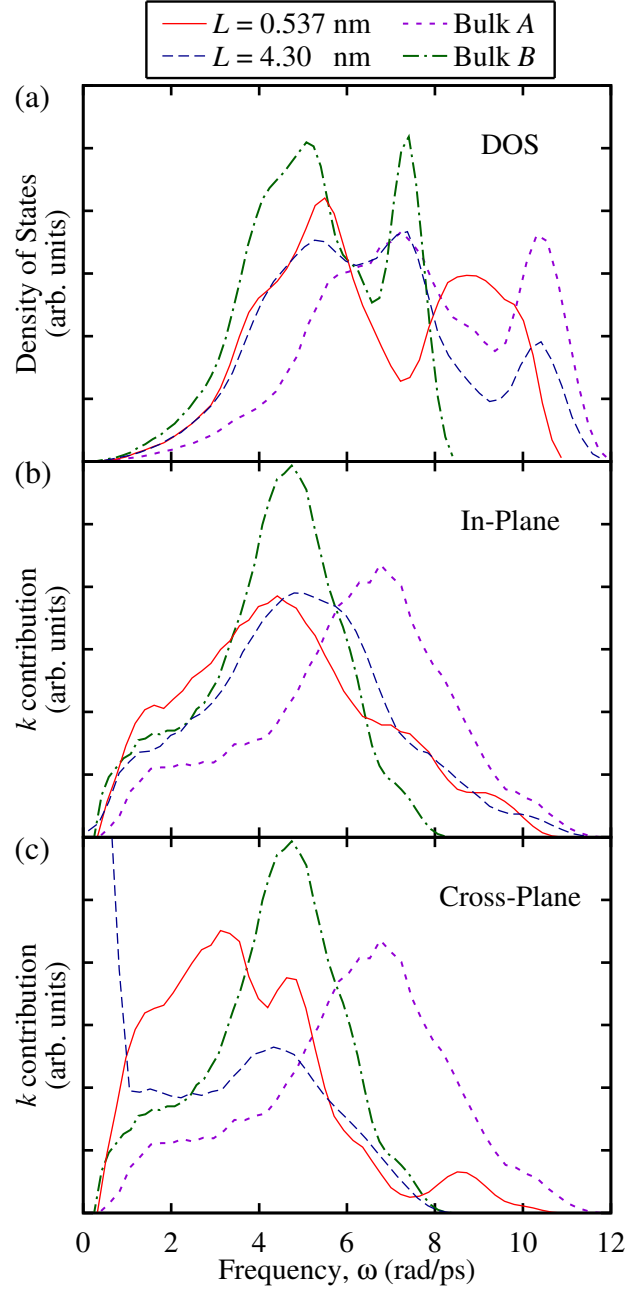 L = 0.537 nm
Bulk A
L = 4.30 nm
Bulk B
(a)
DOS
Density of States
(arb. units)
(b)
In-Plane
k contribution
(arb. units)
(c)
Cross-Plane
k contribution
(arb. units)
0 2 4 6 8 10 12
Frequency, ω (rad/ps)